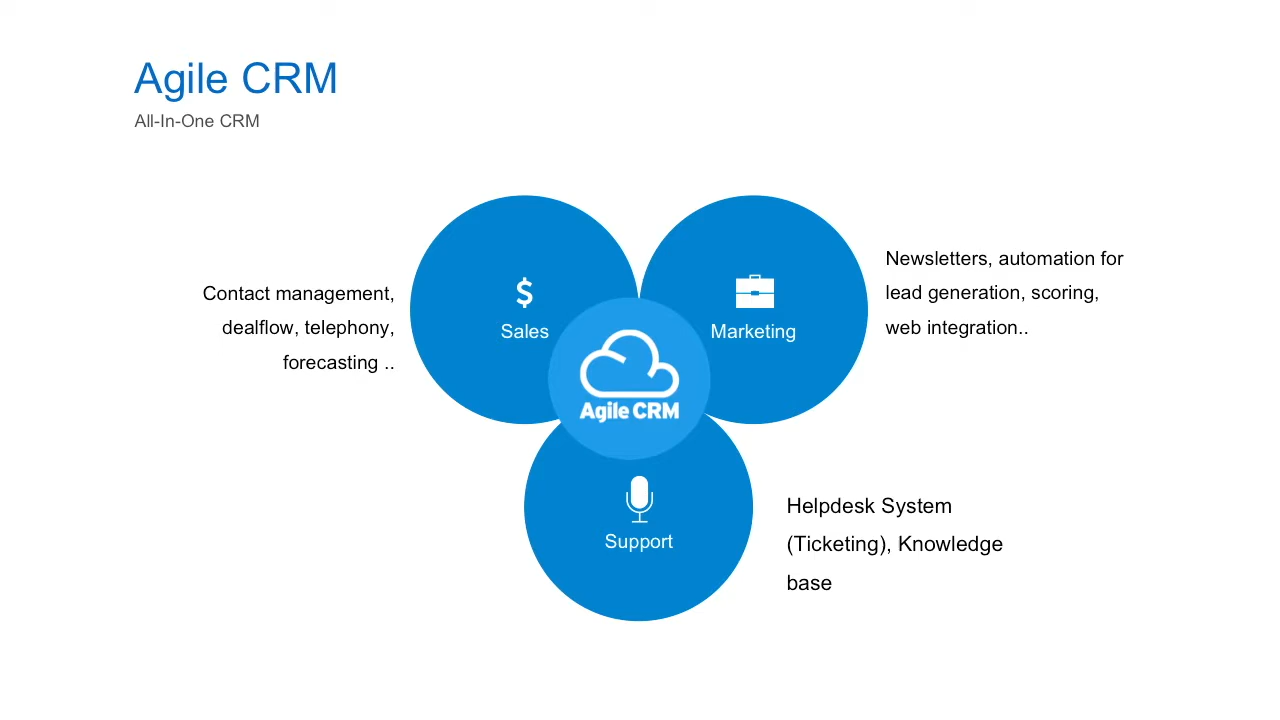 Agile CRM
All-In-One CRM
Contact management,
dealflow, telephony,
forecasting ..
$
Sales
Marketing
Newsletters, automation for
lead generation, scoring,
web integration..
Agile CRM
Support
Helpdesk System
(Ticketing), Knowledge
base